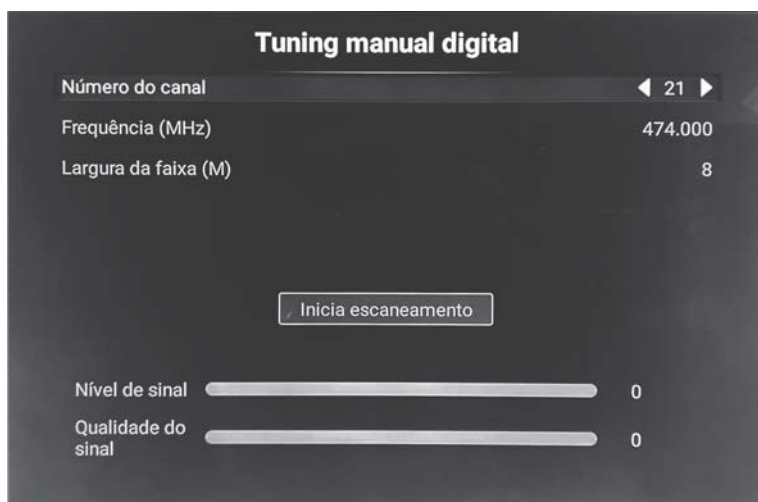 Tuning manual digital
Número do canal 21
Frequência (MHz) 474.000
Largura da faixa (M) 8
Inicia escaneamento
Nível de sinal 0
Qualidade do
sinal 0